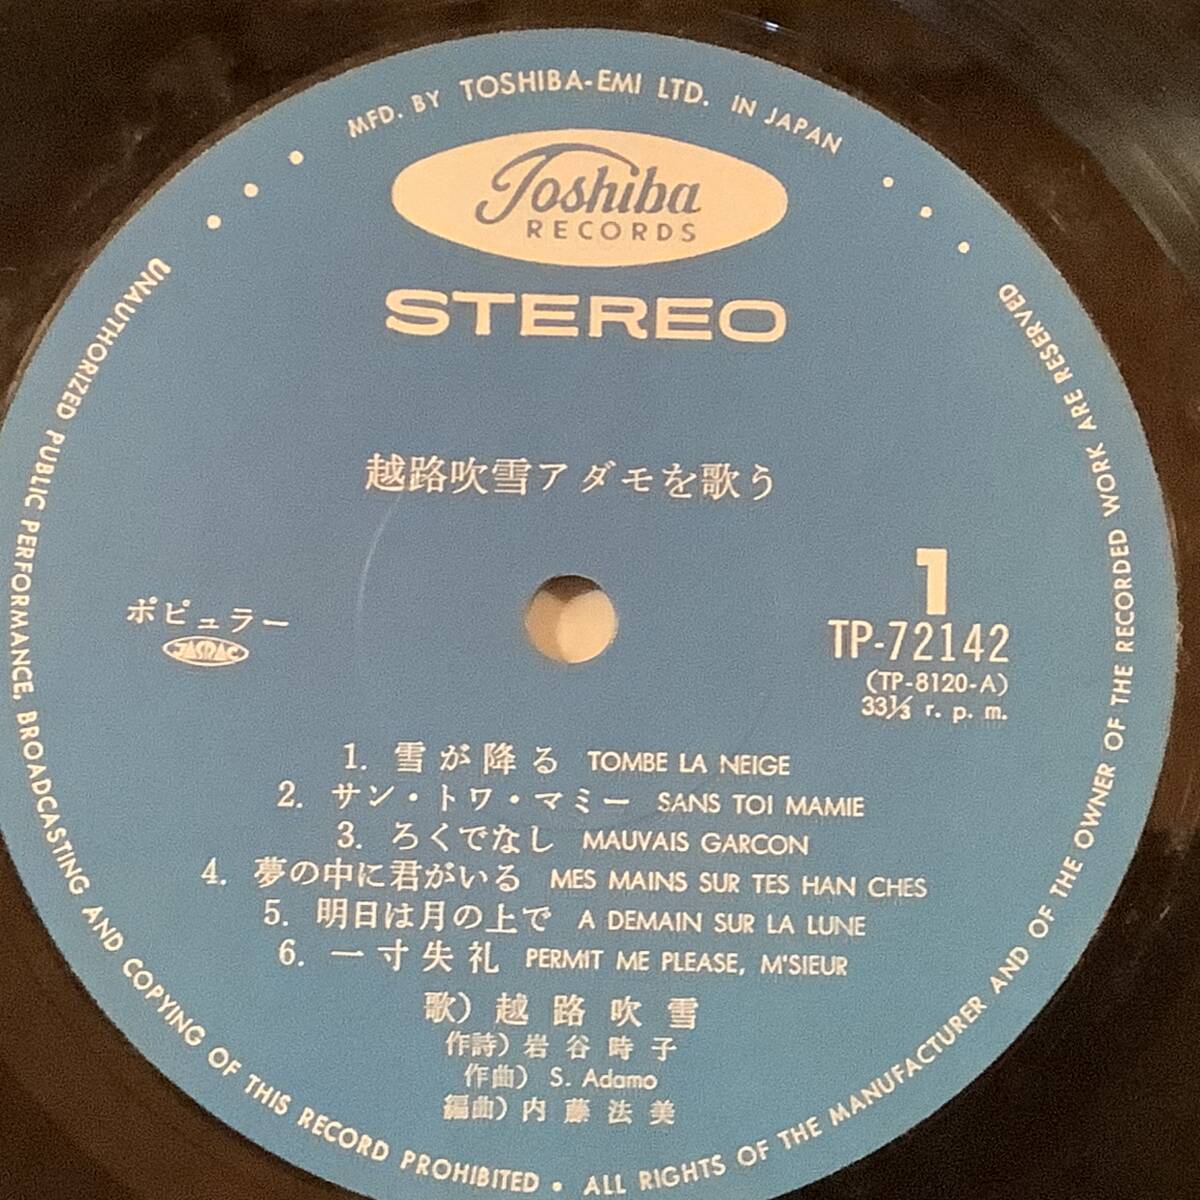 MFD. BY TOSHIBA-EMI LTD. IN JAPAN
Toshiba
RECORDS
STEREO
越路吹雪アダモを歌う
ポピュラー
JASRAC
1
TP-72142
(TP-8120-A)
33⅓ r. p. m.
1. 雪が降る TOMBE LA NEIGE
2. サン・トワ・マミー SANS TOI MAMIE
3. ろくでなし MAUVAIS GARCON
4. 夢の中に君がいる MES MAINS SUR TES HAN CHES
5. 明日は月の上で A DEMAIN SUR LA LUNE
6. 一寸失礼 PERMIT ME PLEASE, M'SIEUR
歌) 越路吹雪
作詩) 岩谷時子
作曲) S. Adamo
編曲) 内藤法美
UNAUTHORIZED PUBLIC PERFORMANCE, BROADCASTING AND COPYING OF THIS RECORD PROHIBITED • ALL RIGHTS OF THE MANUFACTURER AND OF THE OWNER OF THE RECORDED WORK ARE RESERVED